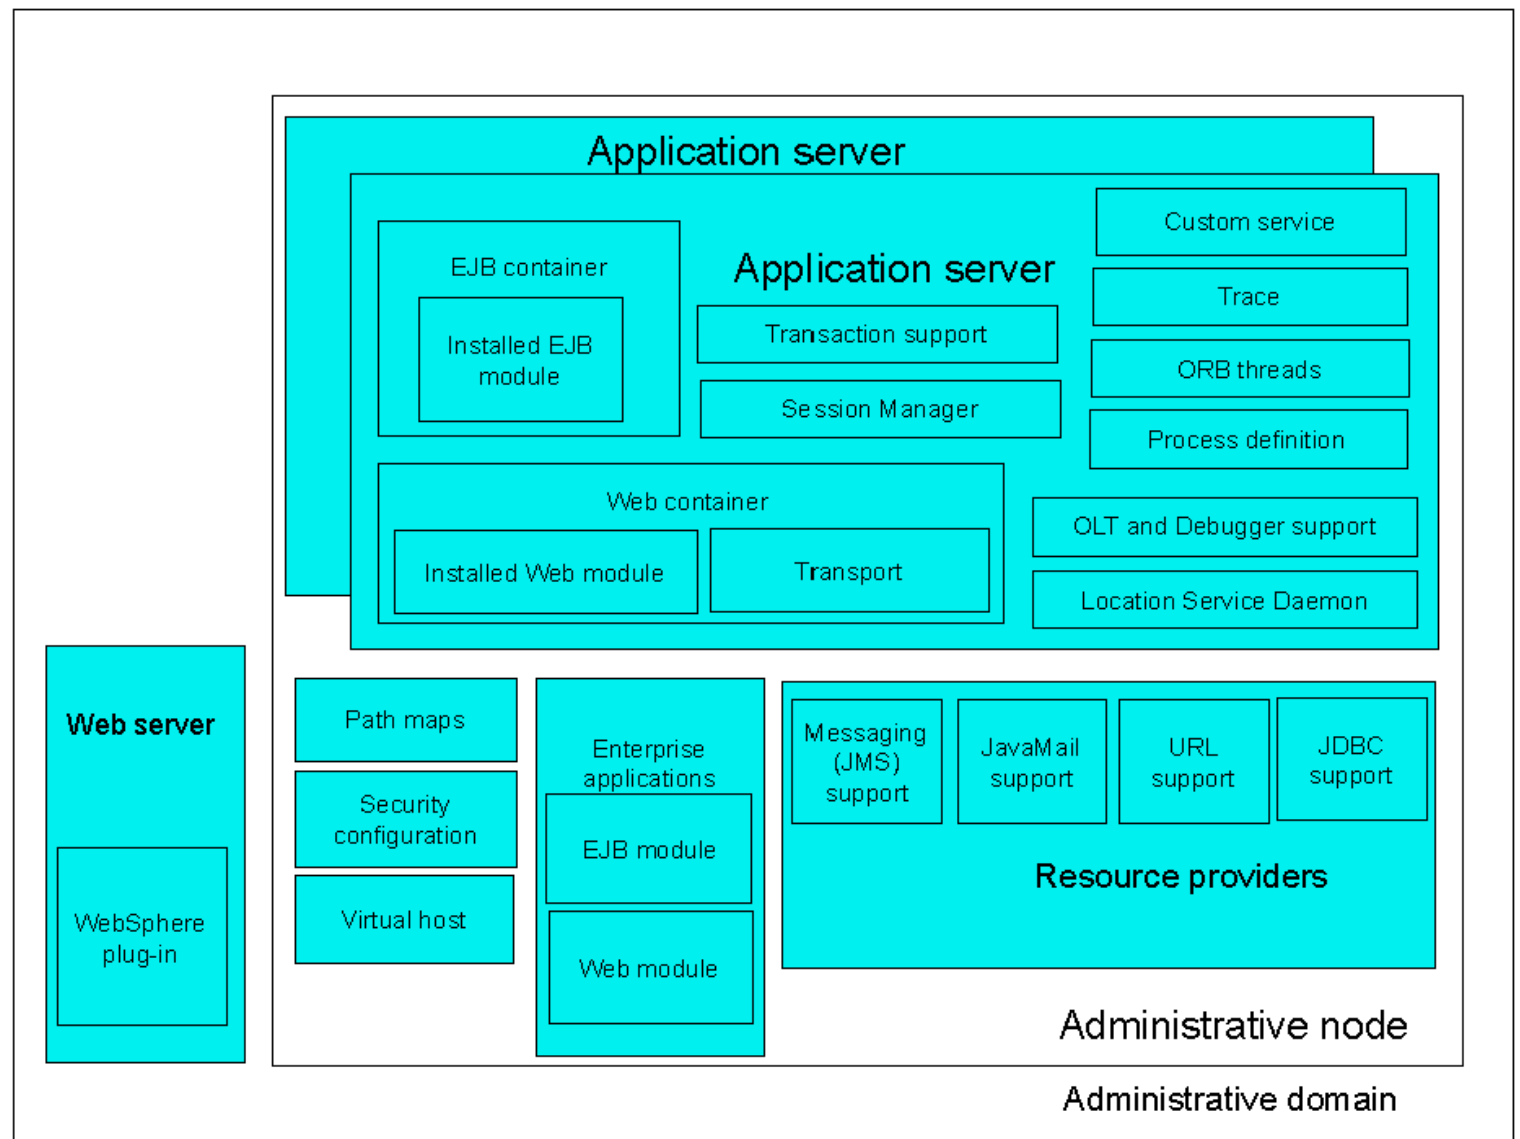 Application server
Application server
EJB container
Installed EJB
module
Transaction support
Session Manager
Custom service
Trace
ORB threads
Process definition
Web container
Installed Web module
Transport
OLT and Debugger support
Location Service Daemon
Web server
WebSphere
plug-in
Path maps
Security
configuration
Virtual host
Enterprise
applications
EJB module
Web module
Messaging
(JMS)
support
JavaMail
support
URL
support
JDBC
support
Resource providers
Administrative node
Administrative domain